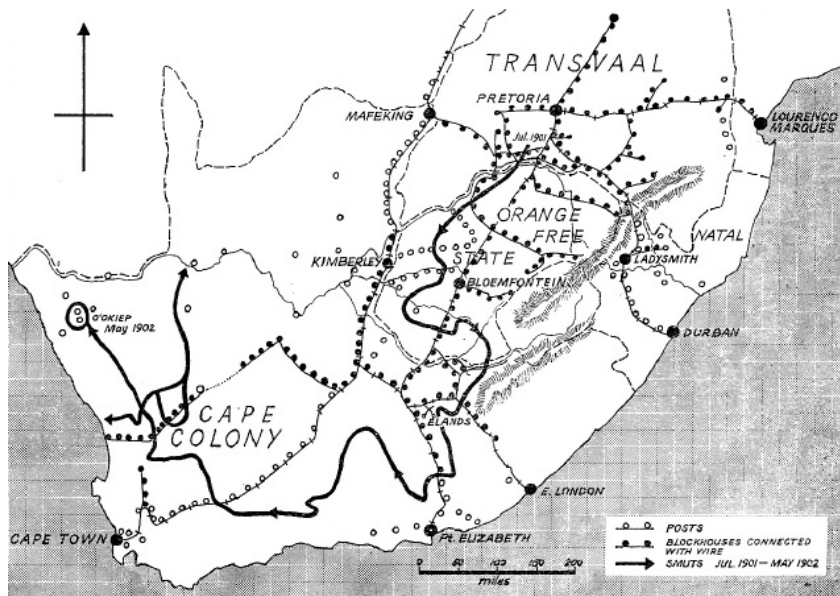 TRANSVAAL
PRETORIA
MAFEKING
LOURENCO
MARQUES
Jul. 1901
ORANGE
FREE
STATE
NATAL
KIMBERLEY
LADYSMITH
BLOEMFONTEIN
O'OKIEP
May 1902
DURBAN
CAPE
COLONY
ELANDS
E. LONDON
CAPE TOWN
Pt. ELIZABETH
POSTS
BLOCKHOUSES CONNECTED
WITH WIRE
SMUTS JUL. 1901 — MAY 1902
0 50 100 150 200
miles